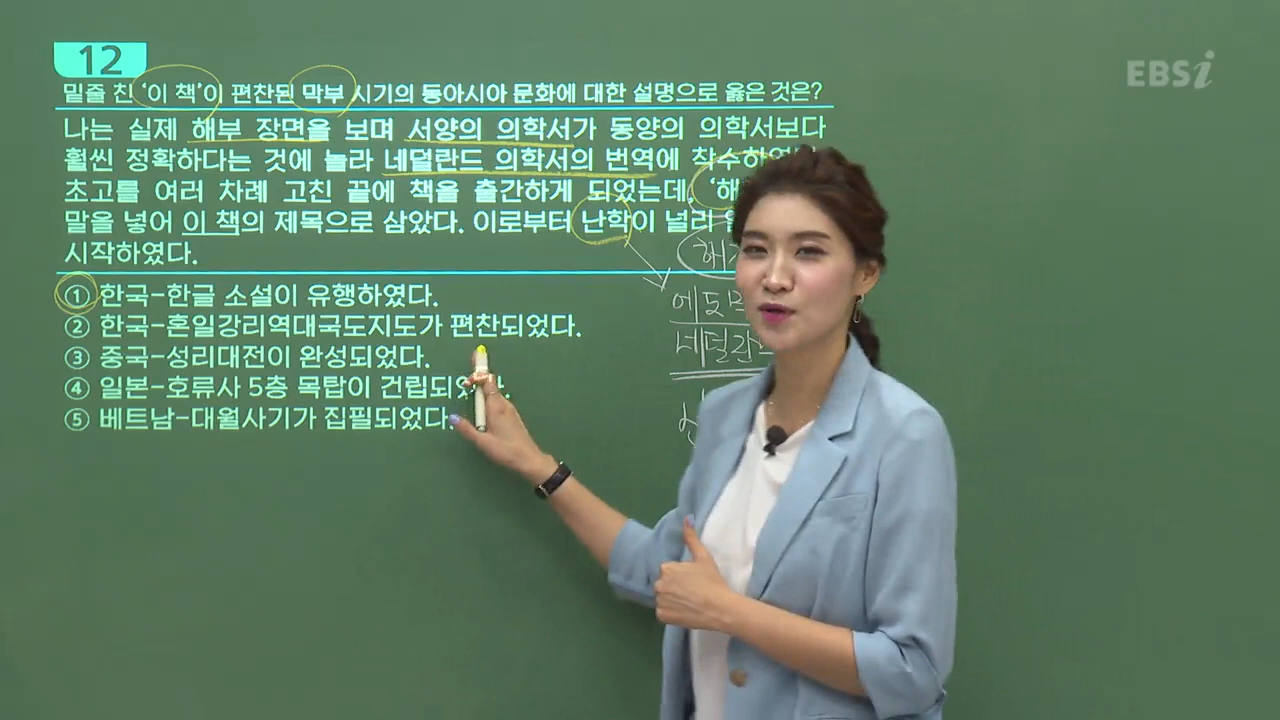 12
EBSi
밑줄 친 '이 책'이 편찬된 막부 시기의 동아시아 문화에 대한 설명으로 옳은 것은?
나는 실제 해부 장면을 보며 서양의 의학서가 동양의 의학서보다
훨씬 정확하다는 것에 놀라 네덜란드 의학서의 번역에 착수하였
초고를 여러 차례 고친 끝에 책을 출간하게 되었는데, '해
말을 넣어 이 책의 제목으로 삼았다. 이로부터 난학이 널리
시작하였다.
해
에도
네덜란드
① 한국-한글 소설이 유행하였다.
② 한국-혼일강리역대국도지도가 편찬되었다.
③ 중국-성리대전이 완성되었다.
④ 일본-호류사 5층 목탑이 건립되었다.
⑤ 베트남-대월사기가 집필되었다.